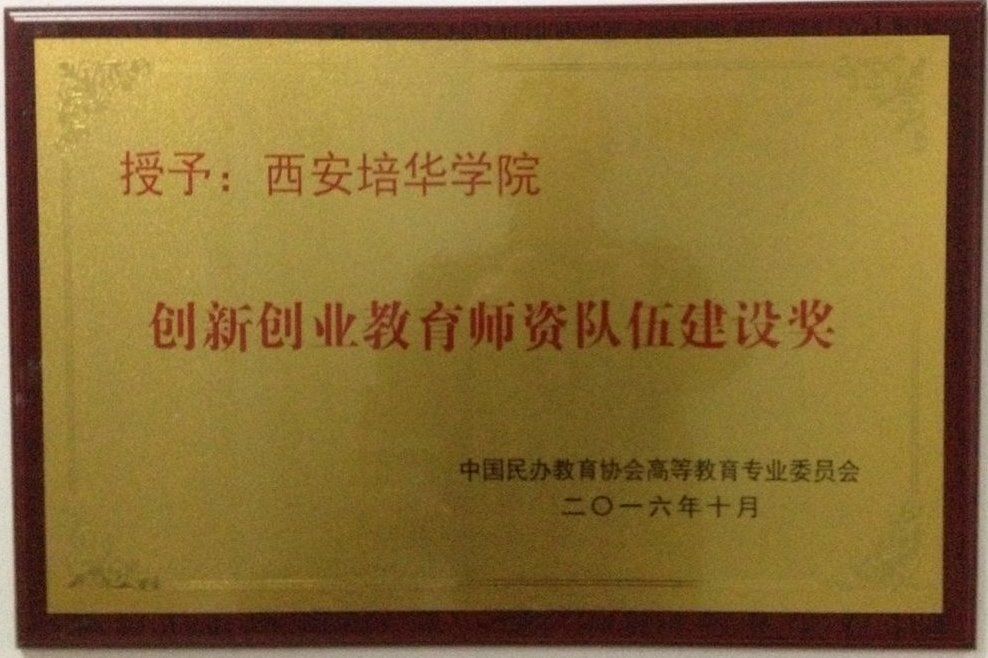 授予：西安培华学院
创新创业教育师资队伍建设奖
中国民办教育协会高等教育专业委员会
二〇一六年十月